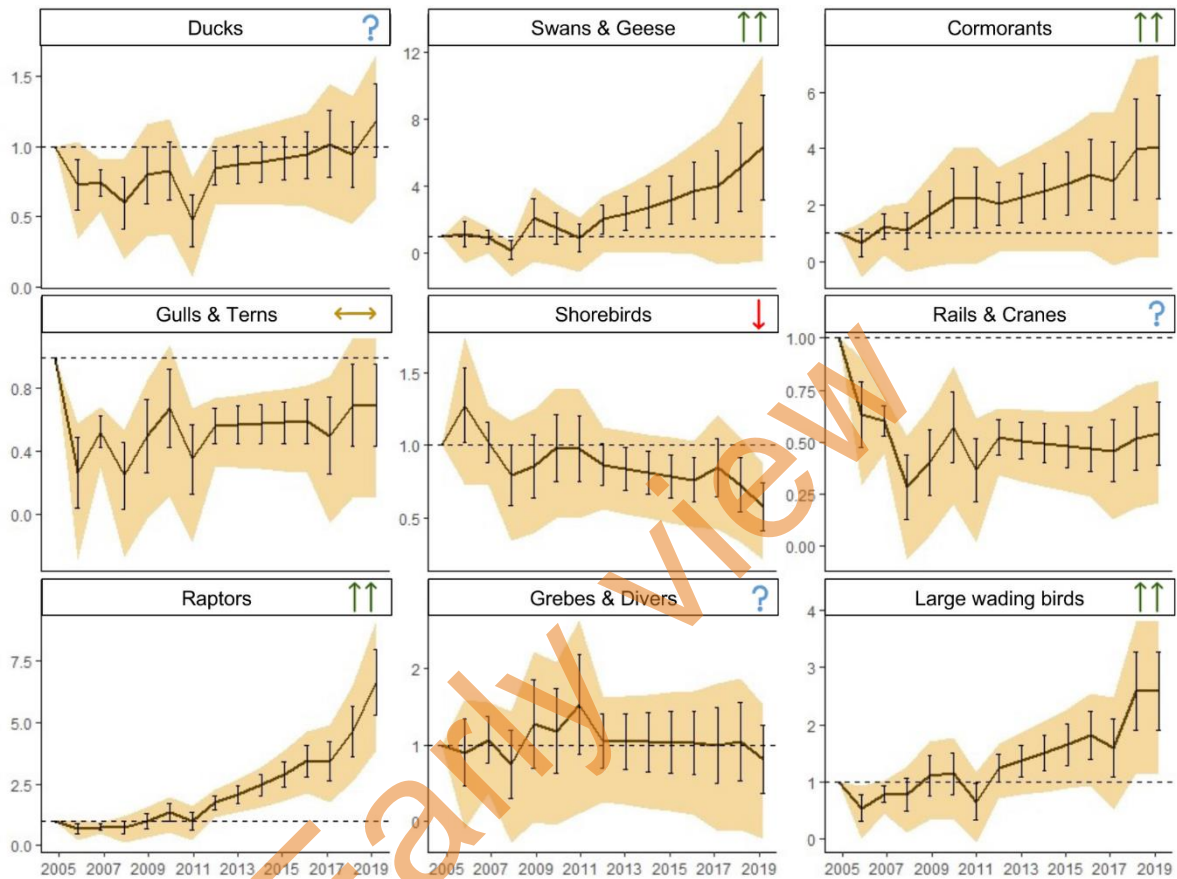 Ducks ?
Swans & Geese
Cormorants
1.5
1.0
0.5
0.0
12
8
4
0
6
4
2
0
Gulls & Terns
Shorebirds
Rails & Cranes ?
0.8
0.4
0.0
1.5
1.0
0.5
1.00
0.75
0.50
0.25
0.00
Raptors
Grebes & Divers ?
Large wading birds
7.5
5.0
2.5
0.0
2
1
0
4
3
2
1
0
2005 2007 2009 2011 2013 2015 2017 2019
2005 2007 2009 2011 2013 2015 2017 2019
2005 2007 2009 2011 2013 2015 2017 2019
Early view